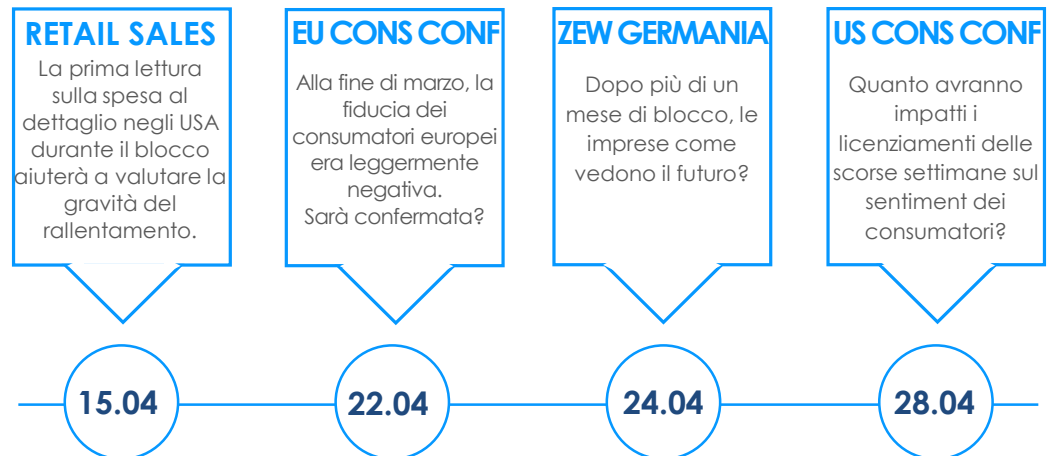 RETAIL SALES
La prima lettura
sulla spesa al
dettaglio negli USA
durante il blocco
aiuterà a valutare la
gravità del
rallentamento.
EU CONS CONF
Alla fine di marzo, la
fiducia dei
consumatori europei
era leggermente
negativa.
Sarà confermata?
ZEW GERMANIA
Dopo più di un
mese di blocco, le
imprese come
vedono il futuro?
US CONS CONF
Quanto avranno
impatti i
licenziamenti delle
scorse settimane sul
sentiment dei
consumatori?
15.04
22.04
24.04
28.04